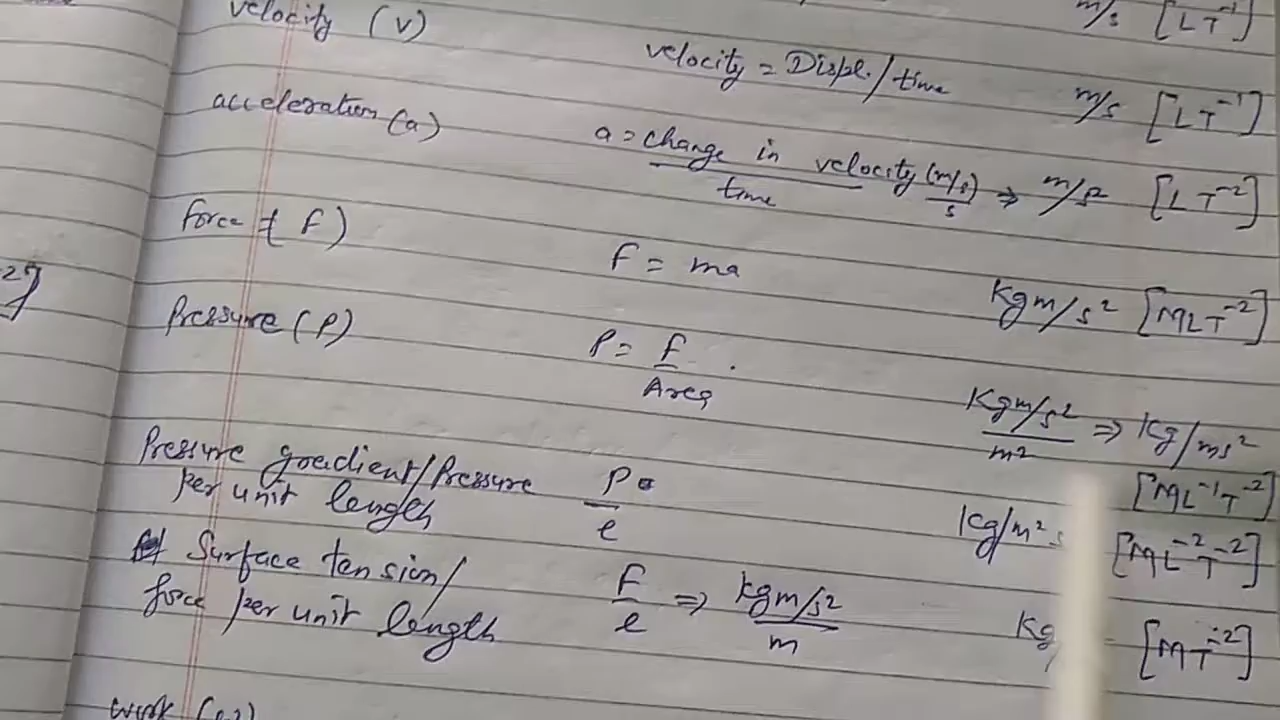 m/s [LT⁻¹]
velocity (v) velocity = Displ./time m/s [LT⁻¹]
acceleration (a) a = change in velocity (m/s) / time s ⇒ m/s² [LT⁻²]
force (F) F = ma Kgm/s² [MLT⁻²]
Pressure (P) P = F / Area Kgm/s² / m² ⇒ Kg/ms²
[ML⁻¹T⁻²]
Pressure gradient/Pressure
per unit length P / l Kg/m² [ML⁻²T⁻²]
Surface tension/
force per unit length F / l ⇒ Kgm/s² / m Kg [MT⁻²]
work